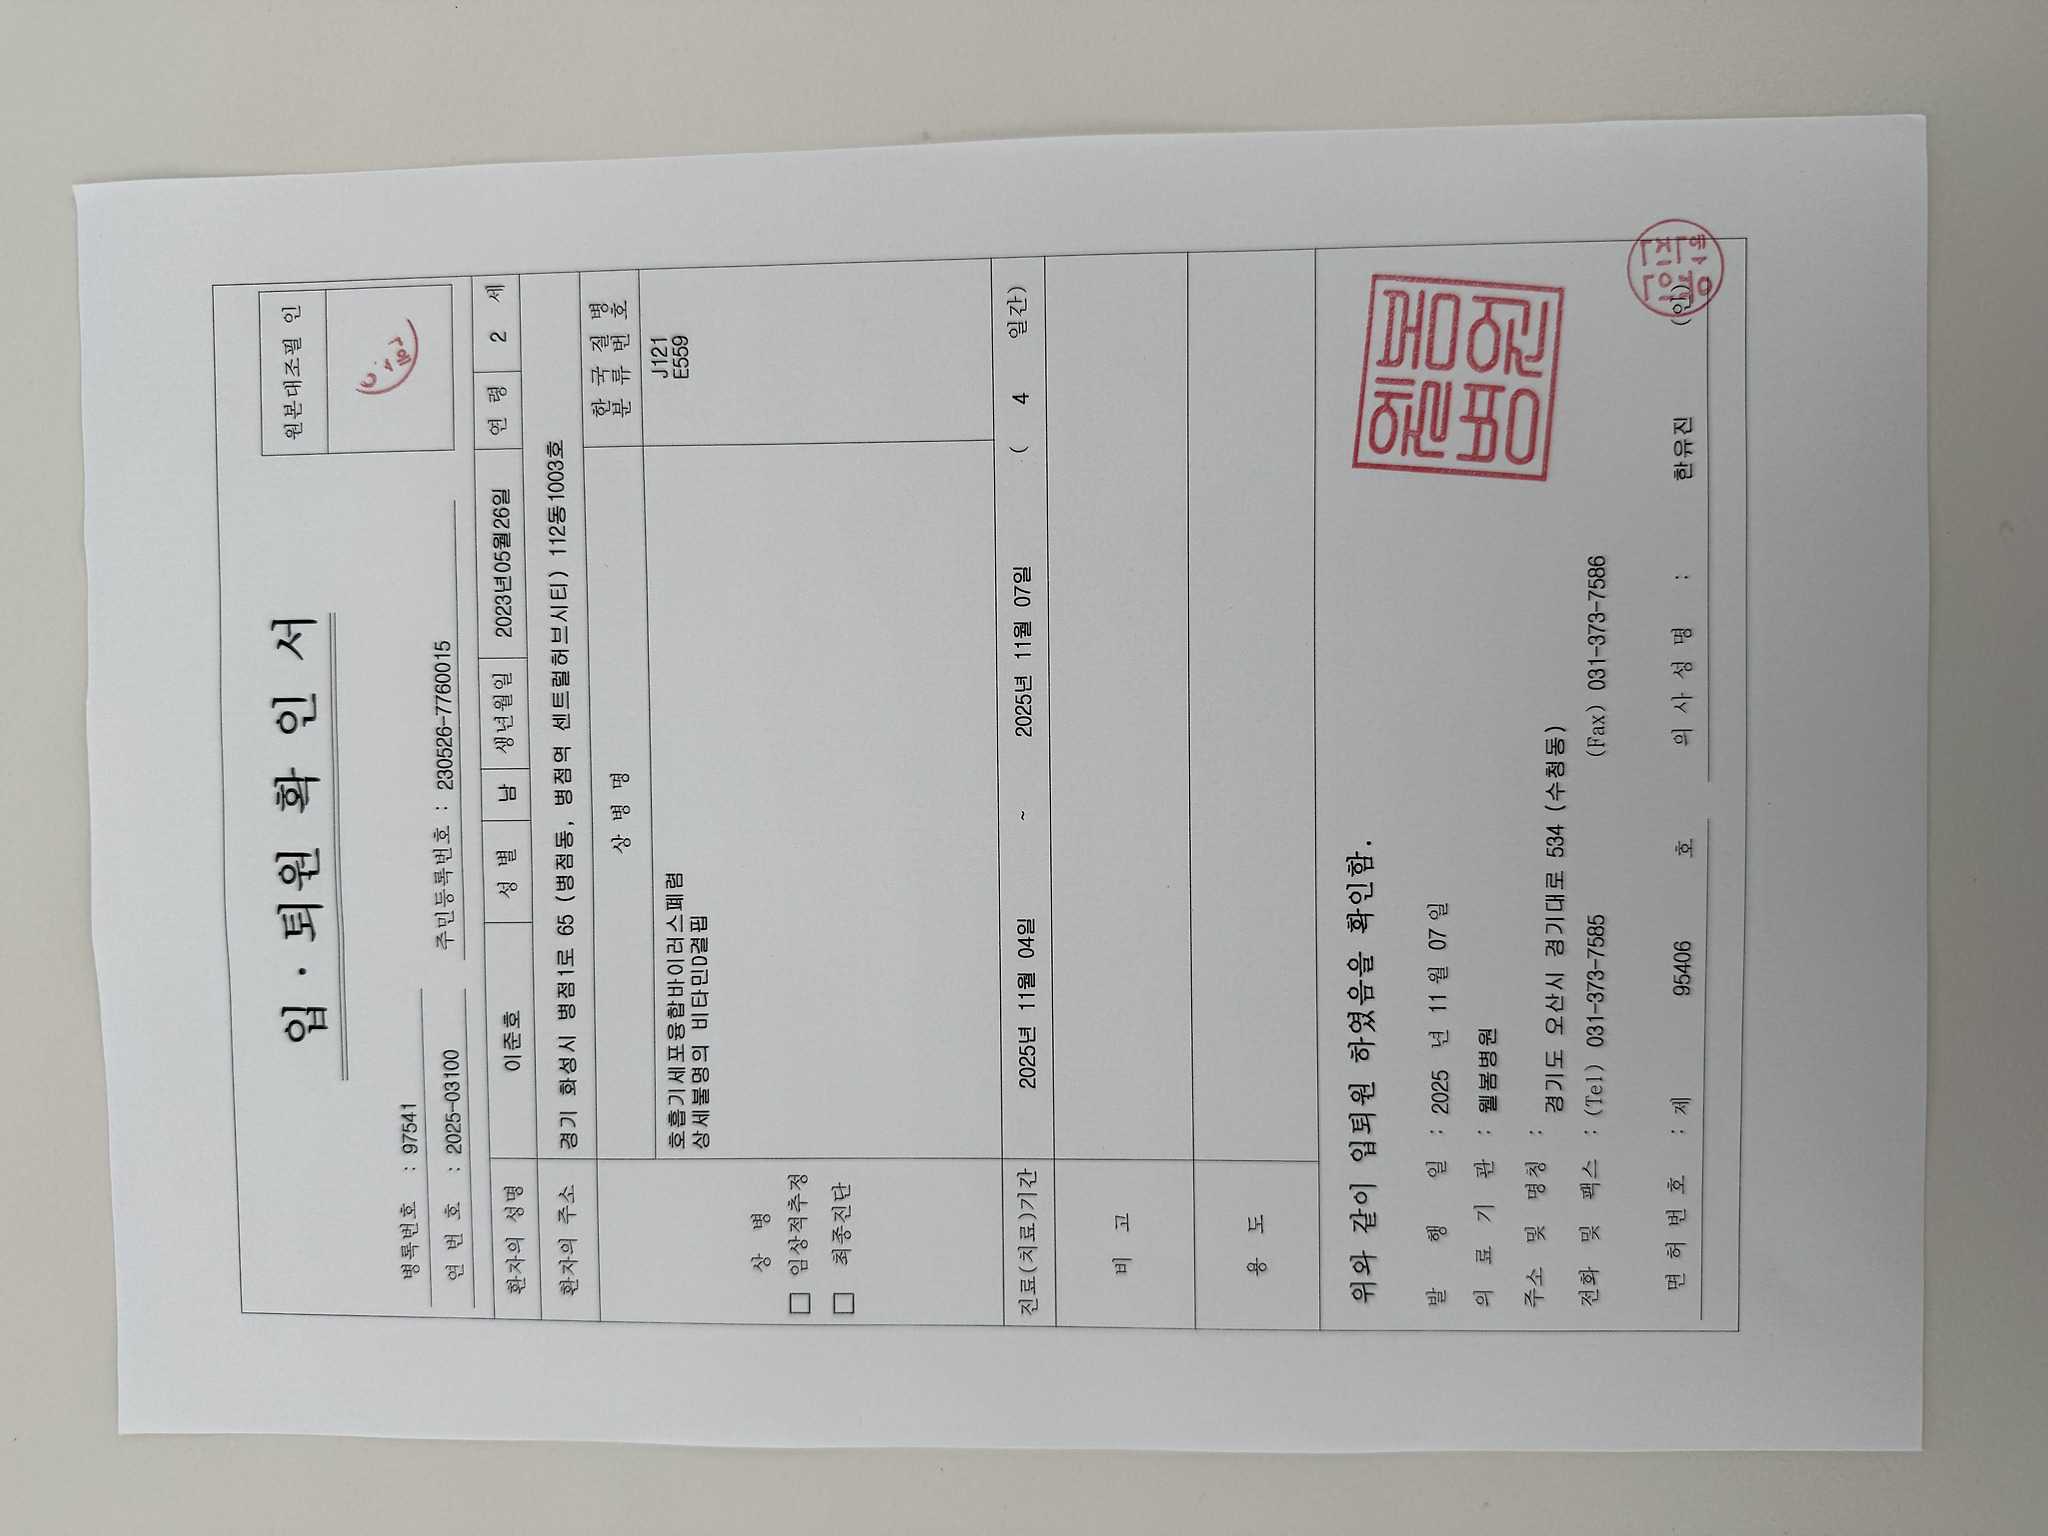 입·퇴원 확인서
원본대조필 인
병록번호 : 97541
연 번 호 : 2025-03100
주민등록번호 : 230526-7760015
환자의 성명 이준호 성 별 남 생년월일 2023년05월26일 연 령 2 세
환자의 주소 경기 화성시 병점1로 65 (병점동, 병점역 센트럴허브시티) 112동1003호
상 병 명
한 국 질 병
분 류 번 호
상 병
□ 임상적추정
□ 최종진단
호흡기세포융합바이러스폐렴
상세불명의 비타민D결핍
J121
E559
진료(치료)기간 2025년 11월 04일 ~ 2025년 11월 07일 ( 4 일간)
비 고
용 도
위와 같이 입퇴원 하였음을 확인함.
발 행 일 : 2025 년 11 월 07 일
의 료 기 관 : 웰봄병원
주소 및 명칭 : 경기도 오산시 경기대로 534 (수청동)
전화 및 팩스 : (Tel) 031-373-7585 (Fax) 031-373-7586
면 허 번 호 : 제 95406 호 의 사 성 명 : 한유진 (인)
웰봄
병원
한유
진인